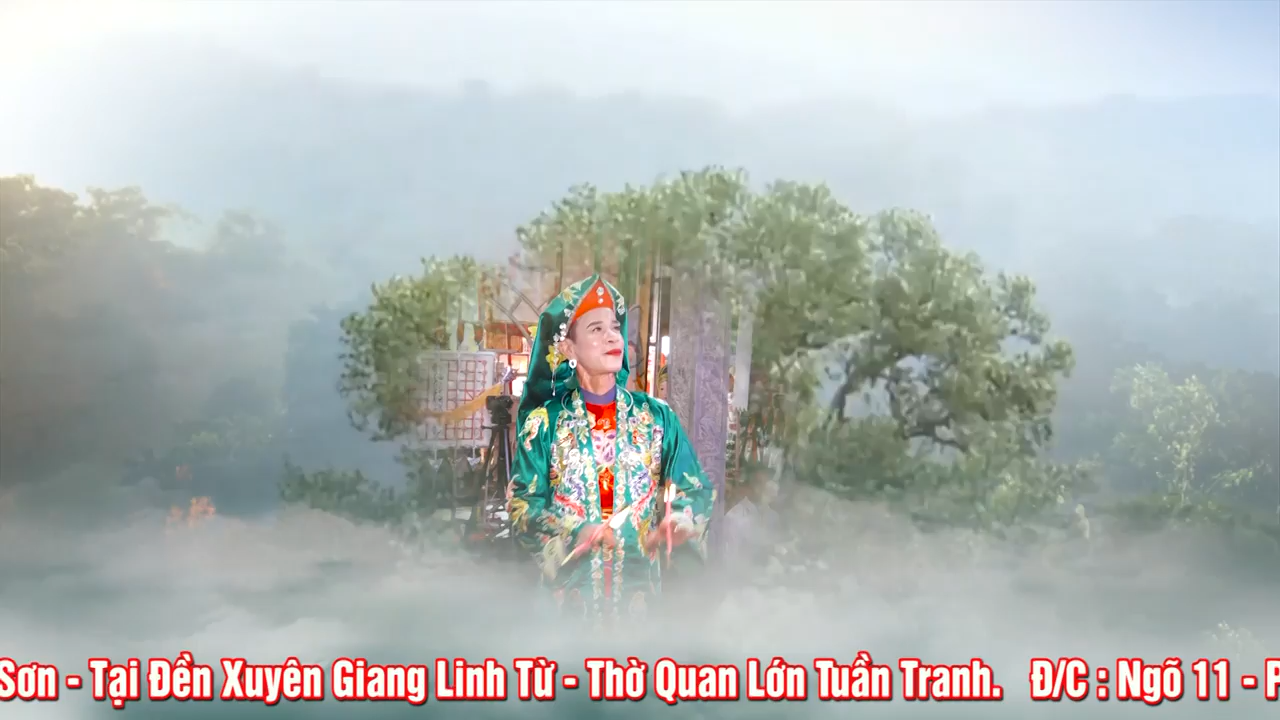 Sơn - Tại Đền Xuyên Giang Linh Từ - Thờ Quan Lớn Tuần Tranh. Đ/C : Ngõ 11 - P